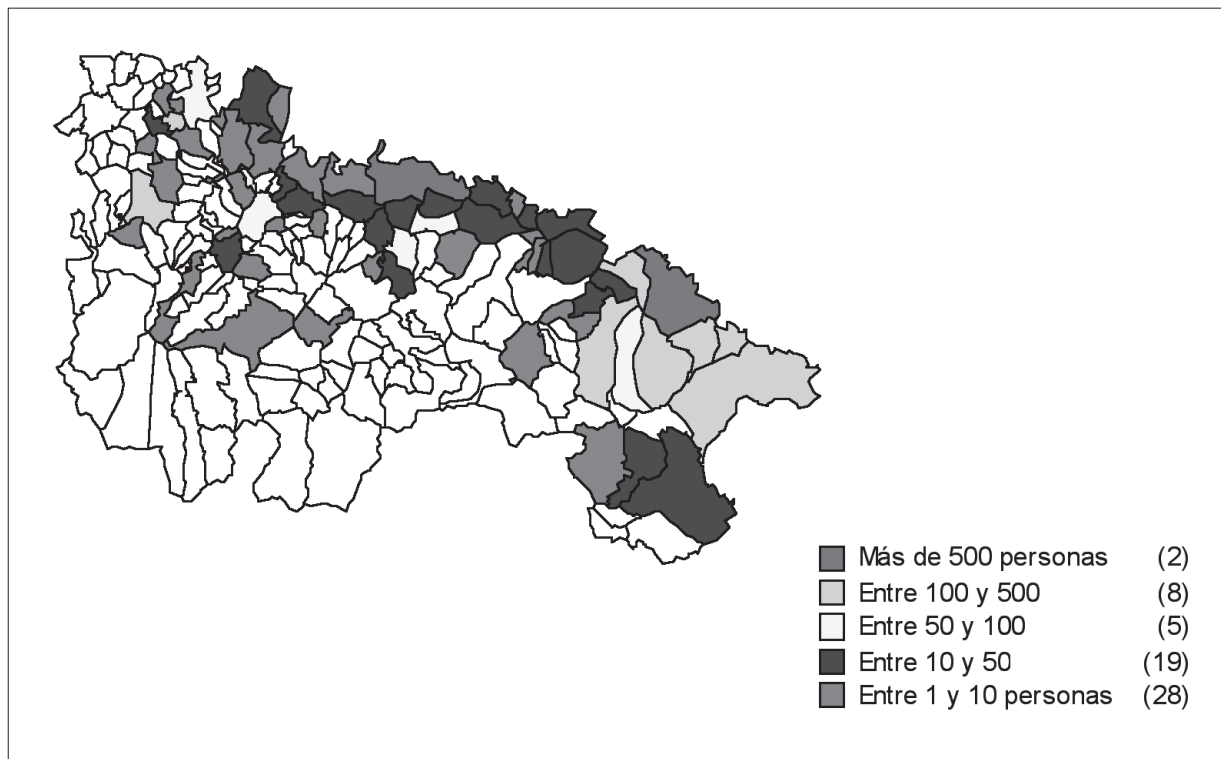 Más de 500 personas (2)
Entre 100 y 500 (8)
Entre 50 y 100 (5)
Entre 10 y 50 (19)
Entre 1 y 10 personas (28)